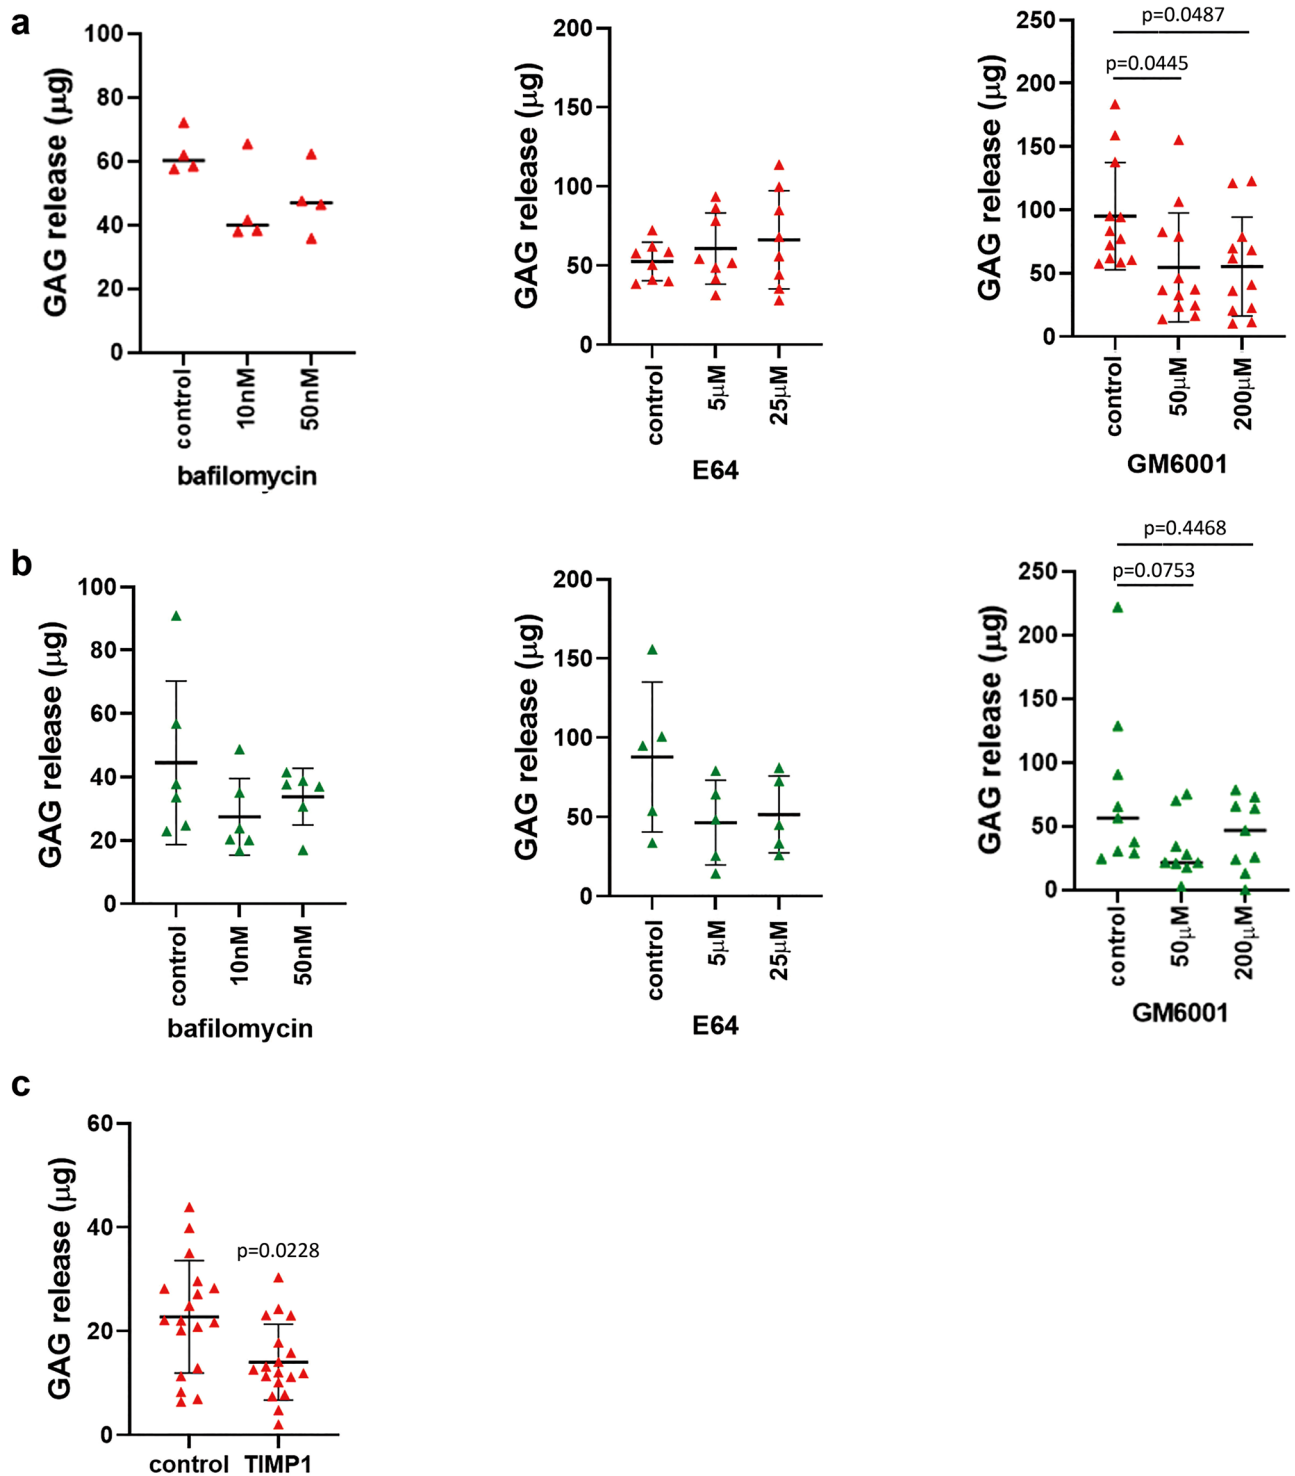 a
GAG release (μg)
100
80
60
40
20
0
control
10nM
50nM
bafilomycin
GAG release (μg)
200
150
100
50
0
control
5μM
25μM
E64
GAG release (μg)
250
200
150
100
50
0
p=0.0487
p=0.0445
control
50μM
200μM
GM6001
b
GAG release (μg)
100
80
60
40
20
0
control
10nM
50nM
bafilomycin
GAG release (μg)
200
150
100
50
0
control
5μM
25μM
E64
GAG release (μg)
250
200
150
100
50
0
p=0.4468
p=0.0753
control
50μM
200μM
GM6001
c
GAG release (μg)
60
40
20
0
p=0.0228
control TIMP1